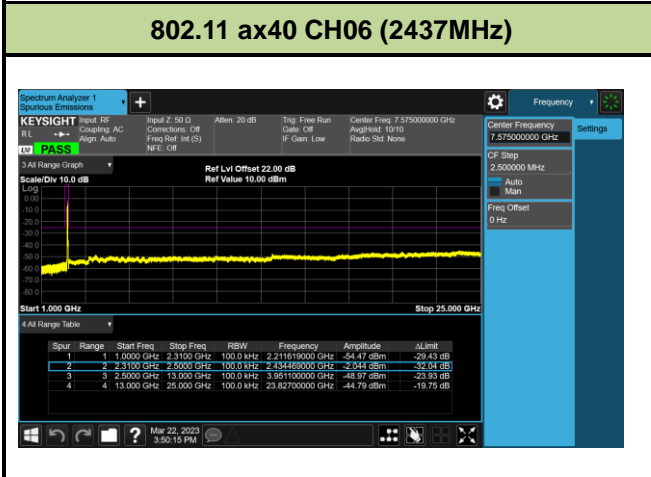 802.11 ax40 CH06 (2437MHz)
Spectrum Analyzer 1
Spurious Emissions
Frequency
KEYSIGHT Input: RF Input Z: 50 Ω Atten: 20 dB Trig: Free Run Center Freq: 7.575000000 GHz
R L Coupling: AC Corrections: Off Gate: Off Avg|Hold: 10/10
Align: Auto Freq Ref: Int (S) IF Gain: Low Radio Std: None
LXI PASS NFE: Off
Center Frequency
7.575000000 GHz
Settings
CF Step
2.500000 MHz
Auto
Man
Freq Offset
0 Hz
3 All Range Graph
Ref Lvl Offset 22.00 dB
Scale/Div 10.0 dB Ref Value 10.00 dBm
Log
0.00
-10.0
-20.0
-30.0
-40.0
-50.0
-60.0
-70.0
-80.0
Start 1.000 GHz Stop 25.000 GHz
4 All Range Table
Spur Range Start Freq Stop Freq RBW Frequency Amplitude ΔLimit
1 1 1.0000 GHz 2.3100 GHz 100.0 kHz 2.211619000 GHz -54.47 dBm -29.43 dB
2 2 2.3100 GHz 2.5000 GHz 100.0 kHz 2.434469000 GHz -2.044 dBm -32.04 dB
3 3 2.5000 GHz 13.000 GHz 100.0 kHz 3.951100000 GHz -48.97 dBm -23.93 dB
4 4 13.000 GHz 25.000 GHz 100.0 kHz 23.82700000 GHz -44.79 dBm -19.75 dB
Mar 22, 2023
3:50:15 PM